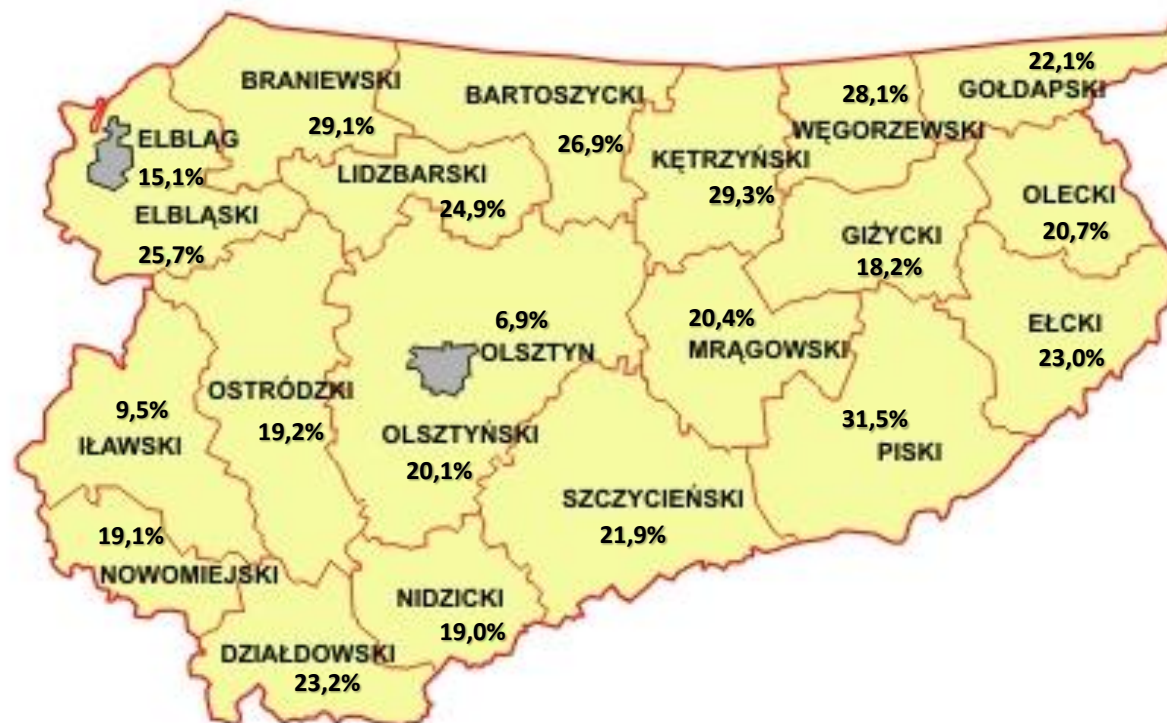 BRANIEWSKI
29,1%
BARTOSZYCKI
26,9%
22,1%
GOŁDAPSKI
28,1%
WĘGORZEWSKI
KĘTRZYŃSKI
29,3%
ELBLĄG
15,1%
LIDZBARSKI
24,9%
ELBLĄSKI
25,7%
OLECKI
20,7%
GIŻYCKI
18,2%
6,9%
OLSZTYN
20,4%
MRĄGOWSKI
EŁCKI
23,0%
OSTRÓDZKI
19,2%
9,5%
IŁAWSKI
OLSZTYŃSKI
20,1%
31,5%
PISKI
SZCZYCIEŃSKI
21,9%
19,1%
NOWOMIEJSKI
NIDZICKI
19,0%
DZIAŁDOWSKI
23,2%